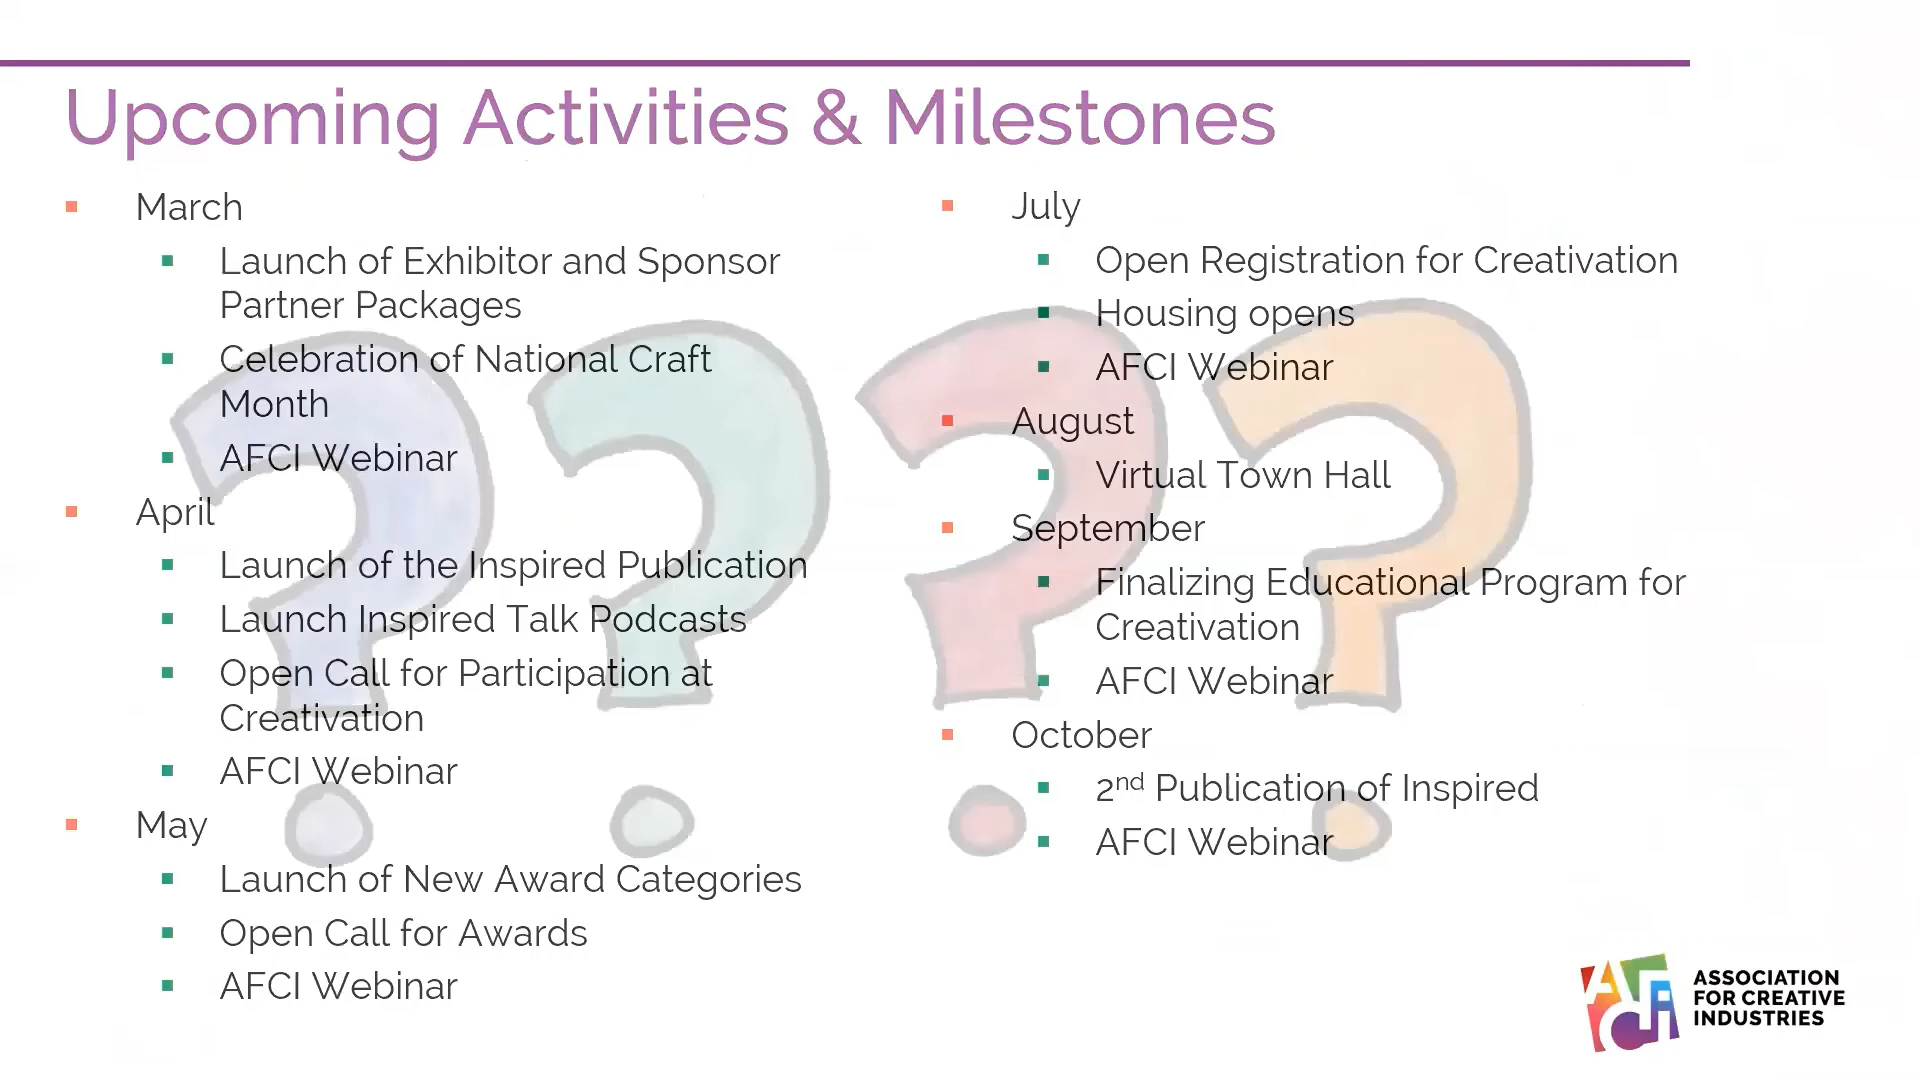 Upcoming Activities & Milestones
March
Launch of Exhibitor and Sponsor
Partner Packages
Celebration of National Craft
Month
AFCI Webinar
April
Launch of the Inspired Publication
Launch Inspired Talk Podcasts
Open Call for Participation at
Creativation
AFCI Webinar
May
Launch of New Award Categories
Open Call for Awards
AFCI Webinar
July
Open Registration for Creativation
Housing opens
AFCI Webinar
August
Virtual Town Hall
September
Finalizing Educational Program for
Creativation
AFCI Webinar
October
2nd Publication of Inspired
AFCI Webinar
AFCI
ASSOCIATION
FOR CREATIVE
INDUSTRIES